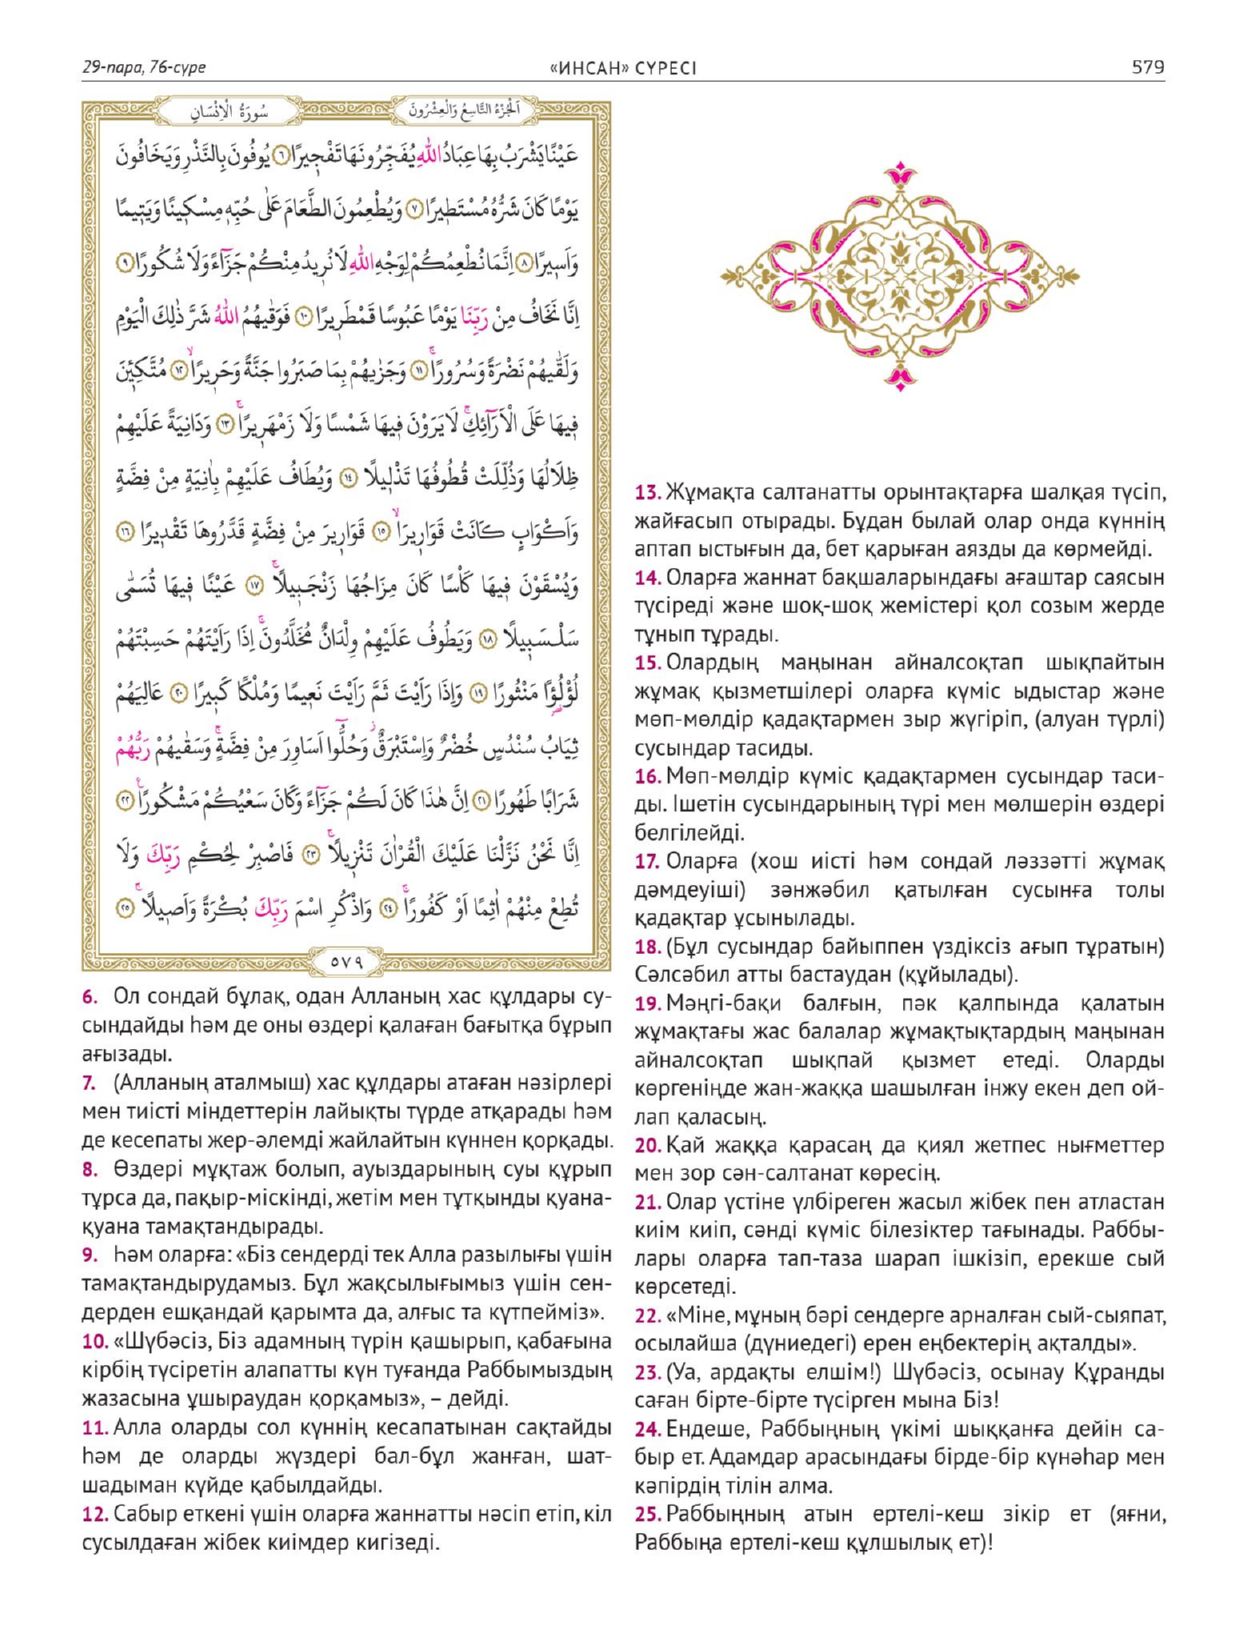 29-пара, 76-сүре
«ИНСАН» СҮРЕСІ
579
سُورَةُ الْاِنْسَانِ
اَلْجُزْءُ التَّاسِعُ وَالْعِشْرُونَ
عَيْنًا يَشْرَبُ بِهَا عِبَادُ اللّٰهِ يُفَجِّرُونَهَا تَفْجِيرًا ﴿٦﴾ يُوفُونَ بِالنَّذْرِ وَيَخَافُونَ
يَوْمًا كَانَ شَرُّهُ مُسْتَطِيرًا ﴿٧﴾ وَيُطْعِمُونَ الطَّعَامَ عَلٰى حُبِّهِ مِسْكِينًا وَيَتِيمًا
وَاَسِيرًا ﴿٨﴾ اِنَّمَا نُطْعِمُكُمْ لِوَجْهِ اللّٰهِ لَا نُرِيدُ مِنْكُمْ جَزَٓاءً وَلَا شُكُورًا ﴿٩﴾
اِنَّا نَخَافُ مِنْ رَبِّنَا يَوْمًا عَبُوسًا قَمْطَرِيرًا ﴿١٠﴾ فَوَقٰيهُمُ اللّٰهُ شَرَّ ذٰلِكَ الْيَوْمِ
وَلَقّٰيهُمْ نَضْرَةً وَسُرُورًاۚ ﴿١١﴾ وَجَزٰيهُمْ بِمَا صَبَرُوا جَنَّةً وَحَرِيرًاۙ ﴿١٢﴾ مُتَّكِـِٔينَ
فِيهَا عَلَى الْاَرَٓائِكِۚ لَا يَرَوْنَ فِيهَا شَمْسًا وَلَا زَمْهَرِيرًاۚ ﴿١٣﴾ وَدَانِيَةً عَلَيْهِمْ
ظِلَالُهَا وَذُلِّلَتْ قُطُوفُهَا تَذْلِيلًا ﴿١٤﴾ وَيُطَافُ عَلَيْهِمْ بِاٰنِيَةٍ مِنْ فِضَّةٍ
وَاَكْوَابٍ كَانَتْ قَوَارِيرَا۬ۙ ﴿١٥﴾ قَوَارِيرَ مِنْ فِضَّةٍ قَدَّرُوهَا تَقْدِيرًا ﴿١٦﴾
وَيُسْقَوْنَ فِيهَا كَأْسًا كَانَ مِزَاجُهَا زَنْجَبِيلًاۚ ﴿١٧﴾ عَيْنًا فِيهَا تُسَمّٰى
سَلْسَبِيلًا ﴿١٨﴾ وَيَطُوفُ عَلَيْهِمْ وِلْدَانٌ مُخَلَّدُونَۚ اِذَا رَاَيْتَهُمْ حَسِبْتَهُمْ
لُؤْلُؤًا مَنْثُورًا ﴿١٩﴾ وَاِذَا رَاَيْتَ ثَمَّ رَاَيْتَ نَعِيمًا وَمُلْكًا كَبِيرًا ﴿٢٠﴾ عَالِيَهُمْ
ثِيَابُ سُنْدُسٍ خُضْرٌ وَاِسْتَبْرَقٌۘ وَحُلُّٓوا اَسَاوِرَ مِنْ فِضَّةٍۚ وَسَقٰيهُمْ رَبُّهُمْ
شَرَابًا طَهُورًا ﴿٢١﴾ اِنَّ هٰذَا كَانَ لَكُمْ جَزَٓاءً وَكَانَ سَعْيُكُمْ مَشْكُورًا۟ ﴿٢٢﴾
اِنَّا نَحْنُ نَزَّلْنَا عَلَيْكَ الْقُرْاٰنَ تَنْزِيلًاۚ ﴿٢٣﴾ فَاصْبِرْ لِحُكْمِ رَبِّكَ وَلَا
تُطِعْ مِنْهُمْ اٰثِمًا اَوْ كَفُورًاۚ ﴿٢٤﴾ وَاذْكُرِ اسْمَ رَبِّكَ بُكْرَةً وَاَصِيلًاۚ ﴿٢٥﴾
٥٧٩
6. Ол сондай бұлақ, одан Алланың хас құлдары су-
сындайды һәм де оны өздері қалаған бағытқа бұрып
ағызады.
7. (Алланың аталмыш) хас құлдары атаған нәзірлері
мен тиісті міндеттерін лайықты түрде атқарады һәм
де кесепаты жер-әлемді жайлайтын күннен қорқады.
8. Өздері мұқтаж болып, ауыздарының суы құрып
тұрса да, пақыр-міскінді, жетім мен тұтқынды қуана-
қуана тамақтандырады.
9. Һәм оларға: «Біз сендерді тек Алла разылығы үшін
тамақтандырудамыз. Бұл жақсылығымыз үшін сен-
дерден ешқандай қарымта да, алғыс та күтпейміз».
10. «Шүбәсіз, Біз адамның түрін қашырып, қабағына
кірбің түсіретін алапатты күн туғанда Раббымыздың
жазасына ұшыраудан қорқамыз», – дейді.
11. Алла оларды сол күннің кесапатынан сақтайды
һәм де оларды жүздері бал-бұл жанған, шат-
шадыман күйде қабылдайды.
12. Сабыр еткені үшін оларға жаннатты нәсіп етіп, кіл
сусылдаған жібек киімдер кигізеді.
13. Жұмақта салтанатты орынтақтарға шалқая түсіп,
жайғасып отырады. Бұдан былай олар онда күннің
аптап ыстығын да, бет қарыған аязды да көрмейді.
14. Оларға жаннат бақшаларындағы ағаштар саясын
түсіреді және шоқ-шоқ жемістері қол созым жерде
тұнып тұрады.
15. Олардың маңынан айналсоқтап шықпайтын
жұмақ қызметшілері оларға күміс ыдыстар және
мөп-мөлдір қадақтармен зыр жүгіріп, (алуан түрлі)
сусындар тасиды.
16. Мөп-мөлдір күміс қадақтармен сусындар таси-
ды. Ішетін сусындарының түрі мен мөлшерін өздері
белгілейді.
17. Оларға (хош иісті һәм сондай ләззәтті жұмақ
дәмдеуіші) зәнжәбил қатылған сусынға толы
қадақтар ұсынылады.
18. (Бұл сусындар байыппен үздіксіз ағып тұратын)
Сәлсәбил атты бастаудан (құйылады).
19. Мәңгі-бақи балғын, пәк қалпында қалатын
жұмақтағы жас балалар жұмақтықтардың маңынан
айналсоқтап шықпай қызмет етеді. Оларды
көргеніңде жан-жаққа шашылған інжу екен деп ой-
лап қаласың.
20. Қай жаққа қарасаң да қиял жетпес нығметтер
мен зор сән-салтанат көресің.
21. Олар үстіне үлбіреген жасыл жібек пен атластан
киім киіп, сәнді күміс білезіктер тағынады. Раббы-
лары оларға тап-таза шарап ішкізіп, ерекше сый
көрсетеді.
22. «Міне, мұның бәрі сендерге арналған сый-сыяпат,
осылайша (дүниедегі) ерен еңбектерің ақталды».
23. (Уа, ардақты елшім!) Шүбәсіз, осынау Құранды
саған бірте-бірте түсірген мына Біз!
24. Ендеше, Раббыңның үкімі шыққанға дейін са-
быр ет. Адамдар арасындағы бірде-бір күнәһар мен
кәпірдің тілін алма.
25. Раббыңның атын ертелі-кеш зікір ет (яғни,
Раббыңа ертелі-кеш құлшылық ет)!